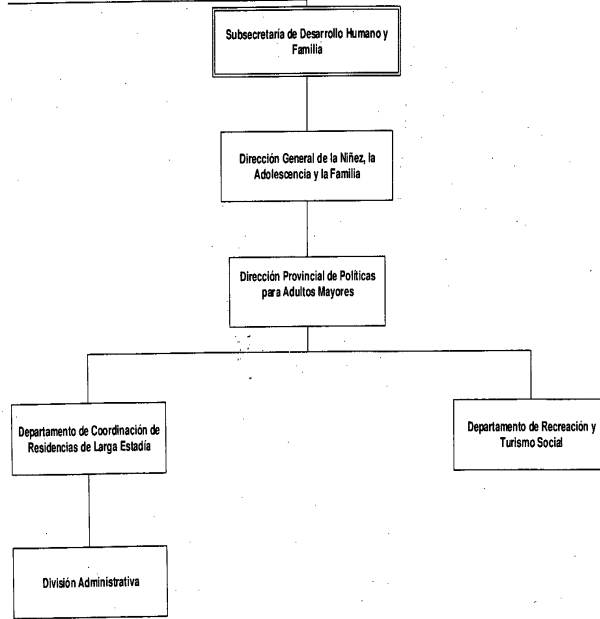 Subsecretaría de Desarrollo Humano y
Familia
Dirección General de la Niñez, la
Adolescencia y la Familia
Dirección Provincial de Políticas
para Adultos Mayores
Departamento de Coordinación de
Residencias de Larga Estadía
Departamento de Recreación y
Turismo Social
División Administrativa